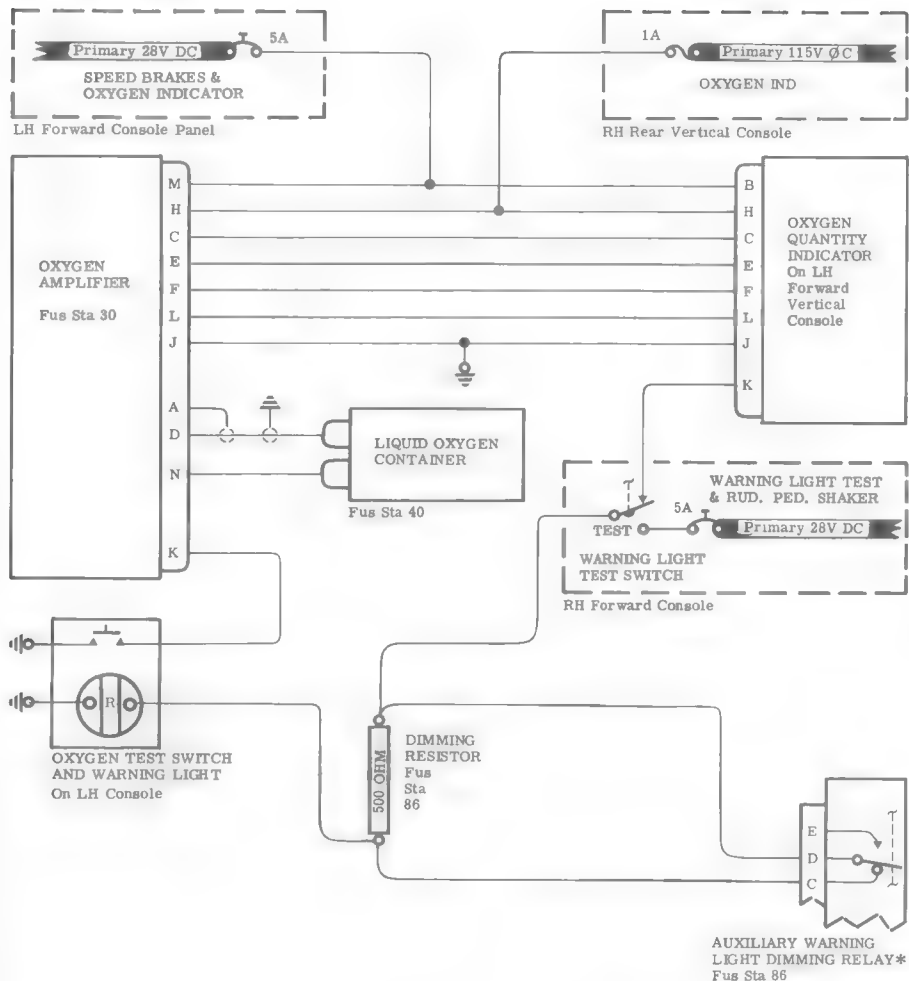 Primary 28V DC
5A
SPEED BRAKES &
OXYGEN INDICATOR
LH Forward Console Panel
1A
Primary 115V ØC
OXYGEN IND
RH Rear Vertical Console
OXYGEN
AMPLIFIER
Fus Sta 30
M
H
C
E
F
L
J
A
D
N
K
B
H
C
E
F
L
J
K
OXYGEN
QUANTITY
INDICATOR
On LH
Forward
Vertical
Console
LIQUID OXYGEN
CONTAINER
Fus Sta 40
WARNING LIGHT TEST
& RUD. PED. SHAKER
5A
Primary 28V DC
TEST
WARNING LIGHT
TEST SWITCH
RH Forward Console
R
OXYGEN TEST SWITCH
AND WARNING LIGHT
On LH Console
500 OHM
DIMMING
RESISTOR
Fus
Sta
86
E
D
C
AUXILIARY WARNING
LIGHT DIMMING RELAY*
Fus Sta 86